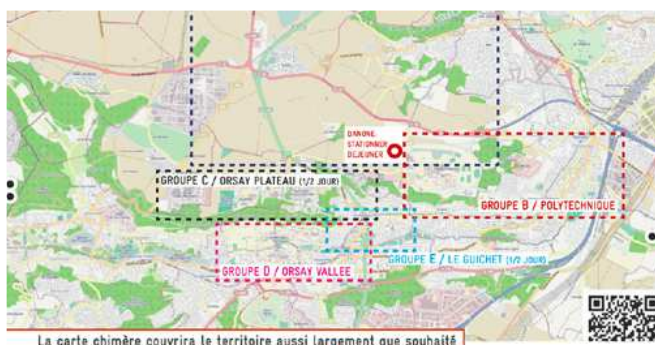 DANONE
STATIONNER
DEJEUNER
GROUPE C / ORSAY PLATEAU (1/2 JOUR)
GROUPE B / POLYTECHNIQUE
GROUPE E / LE GUICHET (1/2 JOUR)
GROUPE D / ORSAY VALLEE
La carte chimère couvrira le territoire aussi largement que souhaité